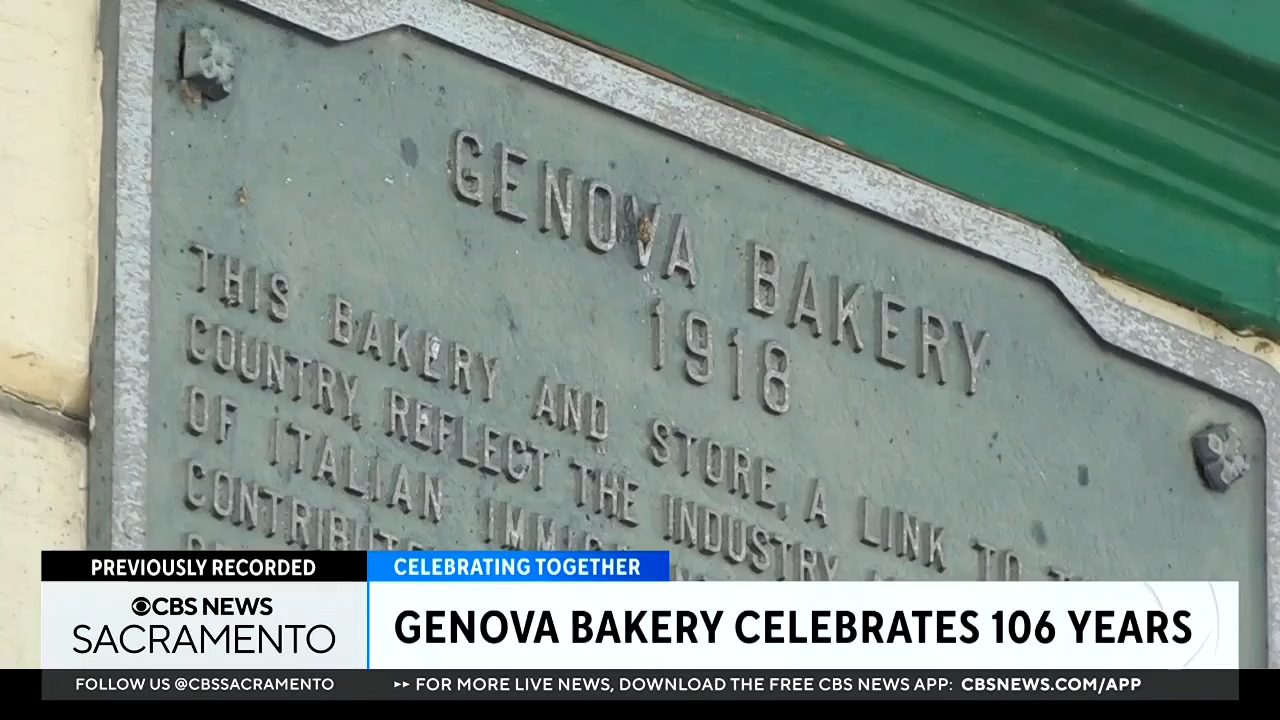 GENOVA BAKERY
1918
THIS BAKERY AND STORE, A LINK TO
COUNTRY, REFLECT THE INDUSTRY
OF ITALIAN
PREVIOUSLY RECORDED
CELEBRATING TOGETHER
CBS NEWS
SACRAMENTO
GENOVA BAKERY CELEBRATES 106 YEARS
FOLLOW US @CBSSACRAMENTO
FOR MORE LIVE NEWS, DOWNLOAD THE FREE CBS NEWS APP: CBSNEWS.COM/APP